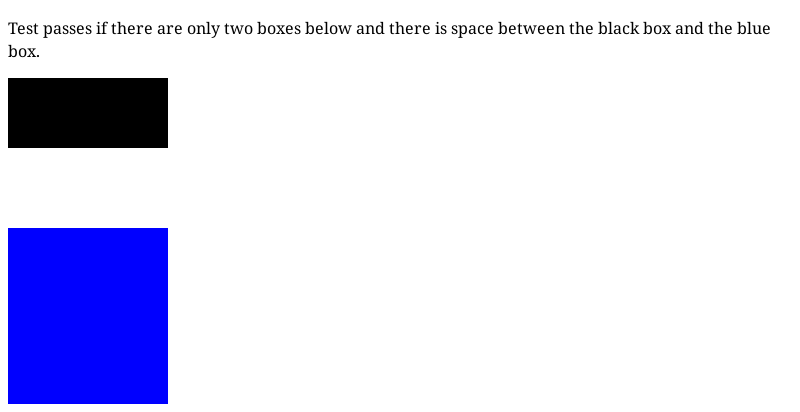 Test passes if there are only two boxes below and there is space between the black box and the blue
box.